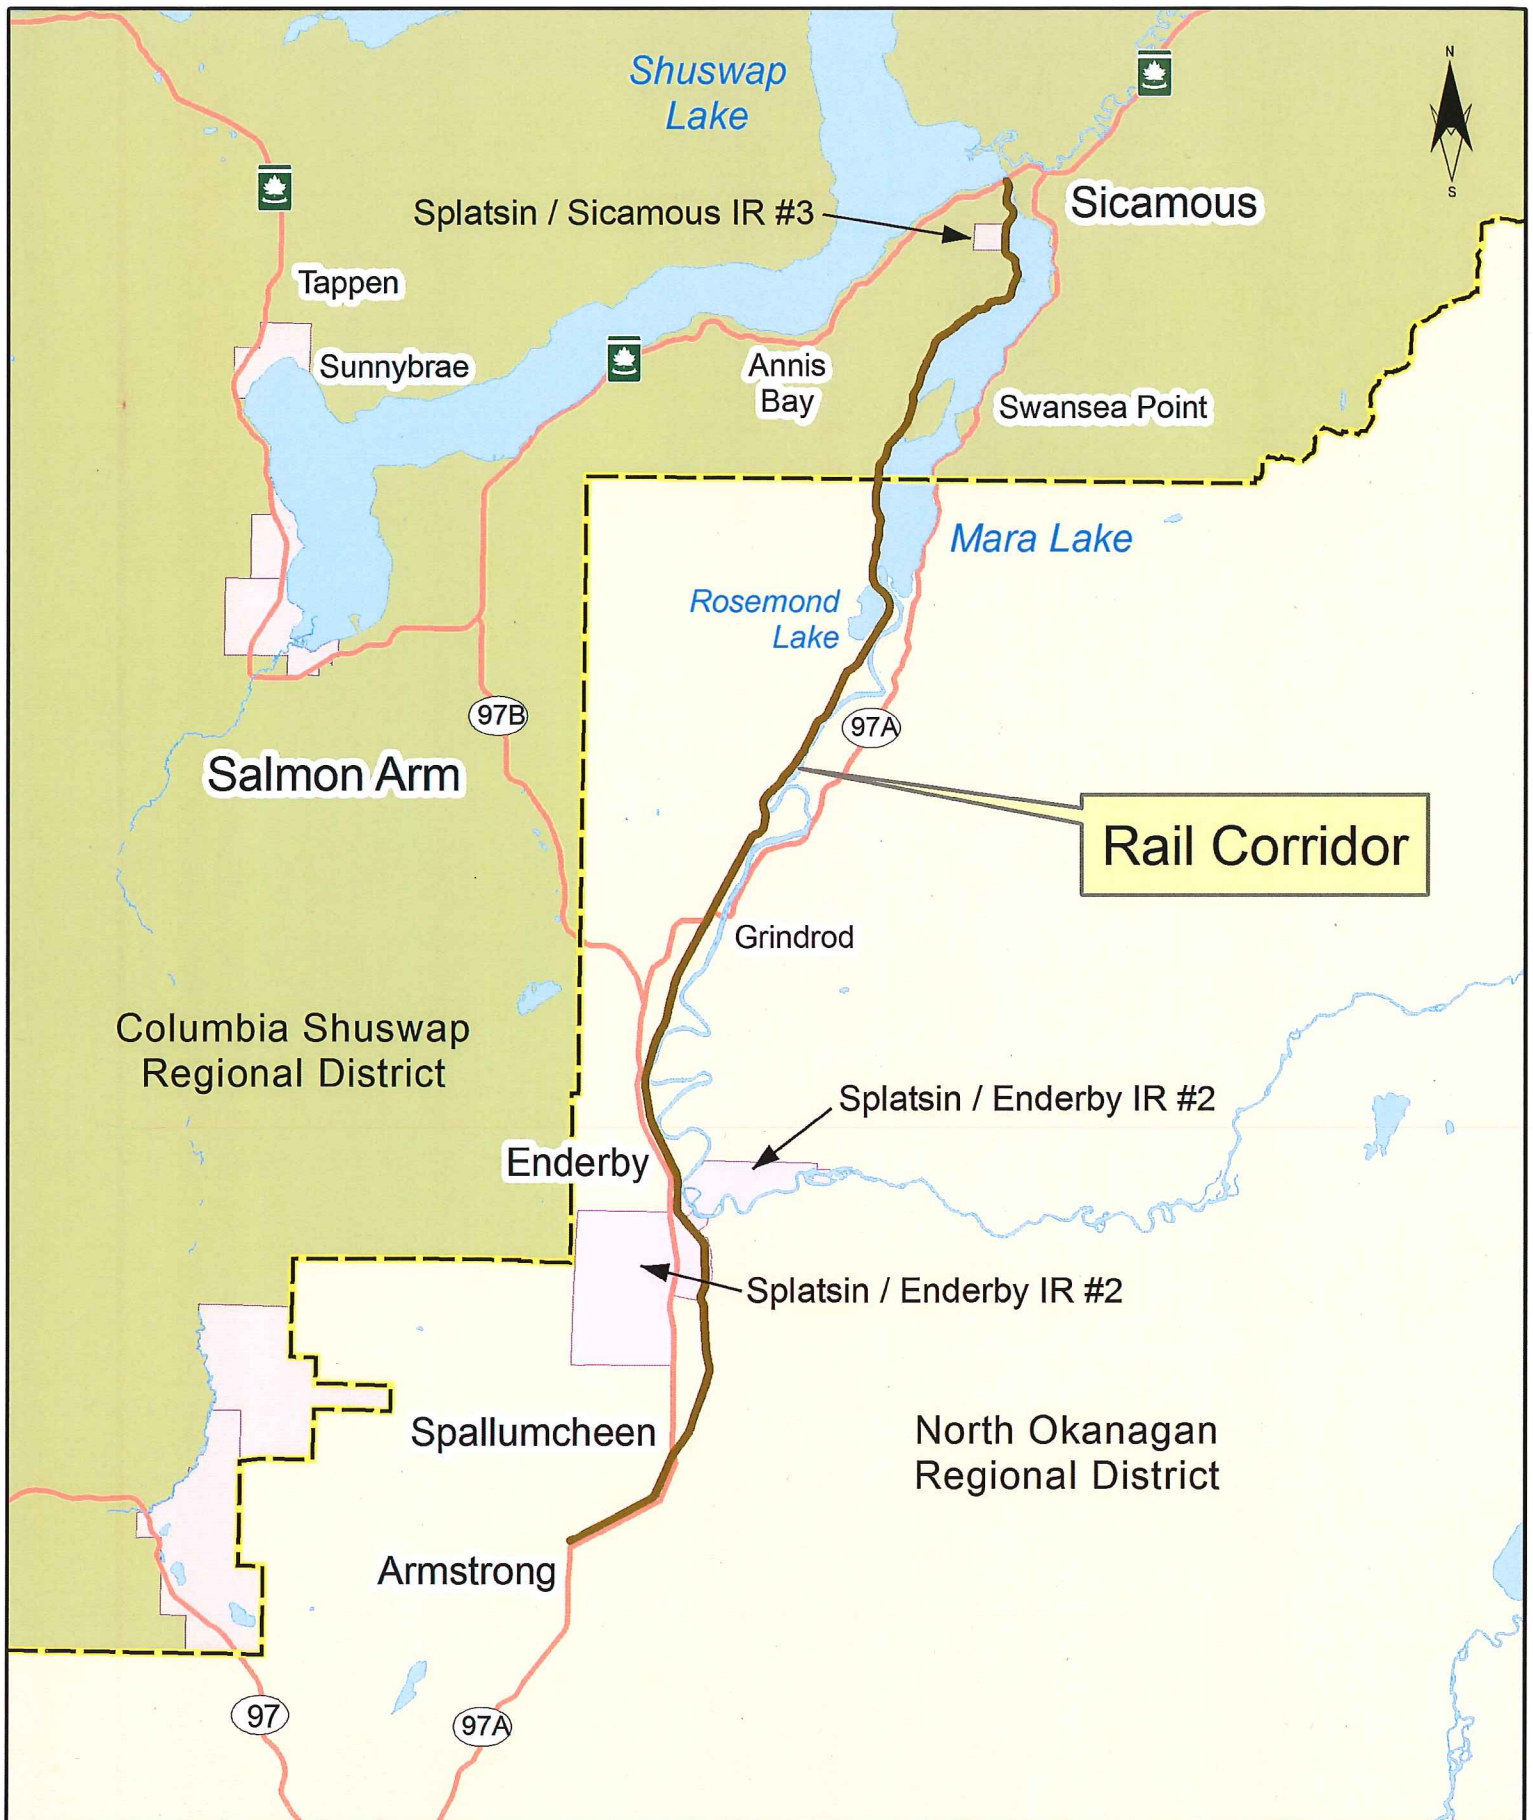 N
S
Shuswap
Lake
Splatsin / Sicamous IR #3
Sicamous
Tappen
Sunnybrae
Annis
Bay
Swansea Point
Mara Lake
Rosemond
Lake
97B
97A
Salmon Arm
Rail Corridor
Grindrod
Columbia Shuswap
Regional District
Splatsin / Enderby IR #2
Enderby
Splatsin / Enderby IR #2
Spallumcheen
North Okanagan
Regional District
Armstrong
97
97A